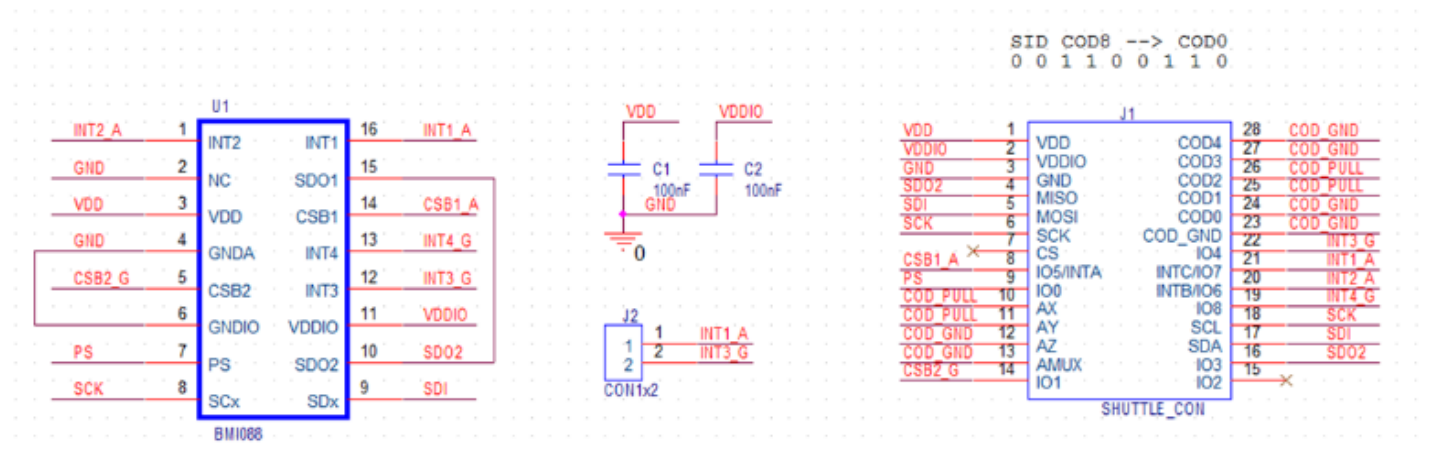 SID COD8 --> COD0
0 0 1 1 0 0 1 1 0
U1
INT2_A 1 INT2 INT1 16 INT1_A
GND 2 NC SDO1 15
VDD 3 VDD CSB1 14 CSB1_A
GND 4 GNDA INT4 13 INT4_G
CSB2_G 5 CSB2 INT3 12 INT3_G
6 GNDIO VDDIO 11 VDDIO
PS 7 PS SDO2 10 SDO2
SCK 8 SCx SDx 9 SDI
BMI088
VDD VDDIO
C1 C2
100nF 100nF
GND
0
J2
1 1 INT1_A
2 2 INT3_G
CON1x2
J1
VDD 1 VDD COD4 28 COD_GND
VDDIO 2 VDDIO COD3 27 COD_GND
GND 3 GND COD2 26 COD_PULL
SDO2 4 MISO COD1 25 COD_PULL
SDI 5 MOSI COD0 24 COD_GND
SCK 6 SCK COD_GND 23 COD_GND
7 CS IO4 22 INT3_G
CSB1_A 8 IO5/INTA INTC/IO7 21 INT1_A
PS 9 IO0 INTB/IO6 20 INT2_A
COD_PULL 10 AX IO8 19 INT4_G
COD_PULL 11 AY SCL 18 SCK
COD_GND 12 AZ SDA 17 SDI
COD_GND 13 AMUX IO3 16 SDO2
CSB2_G 14 IO1 IO2 15
SHUTTLE_CON